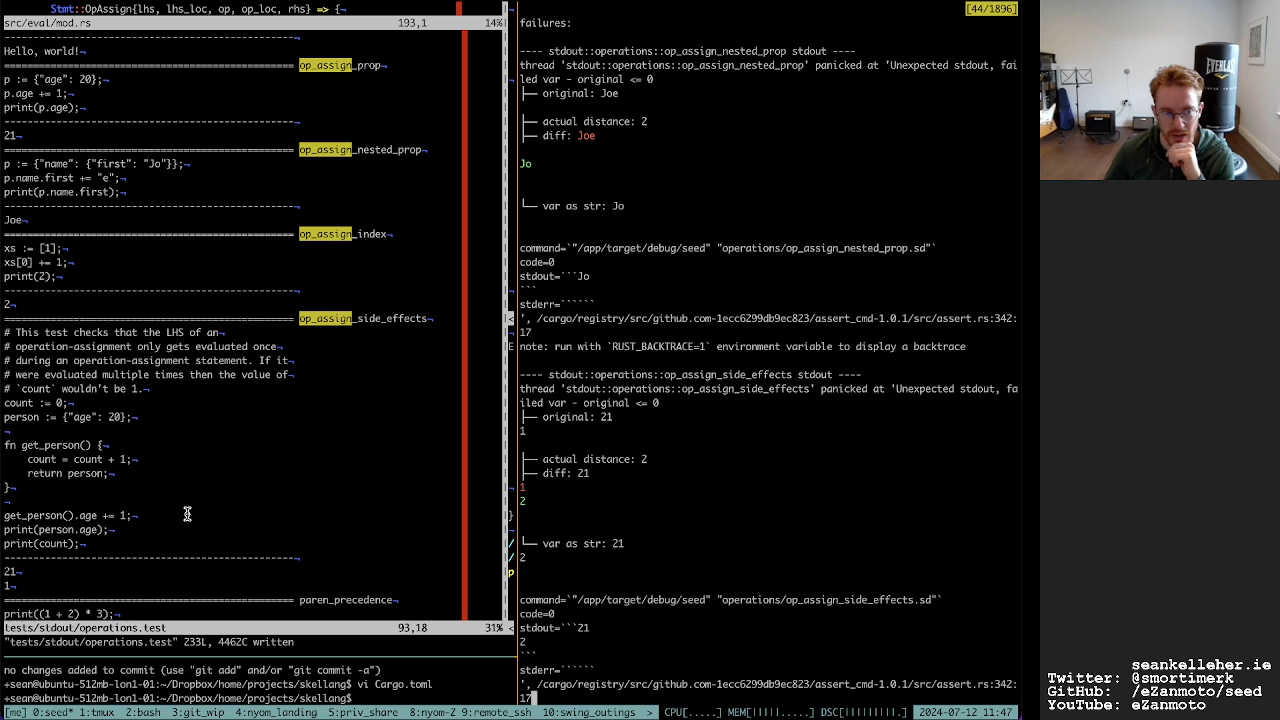 Stmt::OpAssign{lhs, lhs_loc, op, op_loc, rhs} => {¬
src/eval/mod.rs 193,1 14%
--------------------------------------------------------------¬
Hello, world!¬
============================================== op_assign_prop¬
p := {"age": 20};¬
p.age += 1;¬
print(p.age);¬
----------------------------------------------¬
21¬
============================================== op_assign_nested_prop¬
p := {"name": {"first": "Jo"}};¬
p.name.first += "e";¬
print(p.name.first);¬
----------------------------------------------¬
Joe¬
============================================== op_assign_index¬
xs := [1];¬
xs[0] += 1;¬
print(2);¬
----------------------------------------------¬
2¬
============================================== op_assign_side_effects¬
# This test checks that the LHS of an¬
# operation-assignment only gets evaluated once¬
# during an operation-assignment statement. If it¬
# were evaluated multiple times then the value of¬
# `count` wouldn't be 1.¬
count := 0;¬
person := {"age": 20};¬
¬
fn get_person() {¬
    count = count + 1;¬
    return person;¬
}¬
¬
get_person().age += 1;¬
print(person.age);¬
print(count);¬
----------------------------------------------¬
21¬
1¬
============================================== paren_precedence¬
print((1 + 2) * 3);¬
tests/stdout/operations.test 93,18 31% <
"tests/stdout/operations.test" 233L, 4462C written
no changes added to commit (use "git add" and/or "git commit -a")
+sean@ubuntu-512mb-lon1-01:~/Dropbox/home/projects/skellang$ vi Cargo.toml
+sean@ubuntu-512mb-lon1-01:~/Dropbox/home/projects/skellang$
[44/1896]
failures:
---- stdout::operations::op_assign_nested_prop stdout ----
thread 'stdout::operations::op_assign_nested_prop' panicked at 'Unexpected stdout, fai
led var - original <= 0
├── original: Joe
├── actual distance: 2
├── diff: Joe
Jo
└── var as str: Jo
command=`"/app/target/debug/seed" "operations/op_assign_nested_prop.sd"`
code=0
stdout=```Jo
```
stderr=``````
', /cargo/registry/src/github.com-1ecc6299db9ec823/assert_cmd-1.0.1/src/assert.rs:342:
17
note: run with `RUST_BACKTRACE=1` environment variable to display a backtrace
---- stdout::operations::op_assign_side_effects stdout ----
thread 'stdout::operations::op_assign_side_effects' panicked at 'Unexpected stdout, fa
iled var - original <= 0
├── original: 21
1
├── actual distance: 2
├── diff: 21
1
2
└── var as str: 21
2
command=`"/app/target/debug/seed" "operations/op_assign_side_effects.sd"`
code=0
stdout=```21
2
```
stderr=``````
', /cargo/registry/src/github.com-1ecc6299db9ec823/assert_cmd-1.0.1/src/assert.rs:342:
17
EVERLAST
Website: seankelleher.ie
GitHub: /ezanmoto/seed
YouTube: @ezanmoto
[me] 0:seed* 1:tmux 2:bash 3:git_wip 4:nyom_landing 5:priv_share 8:nyom-Z 9:remote_ssh 10:swing_outings > CPU[.....] MEM[|||||.....] DSC[||||||||..] 2024-07-12 11:47